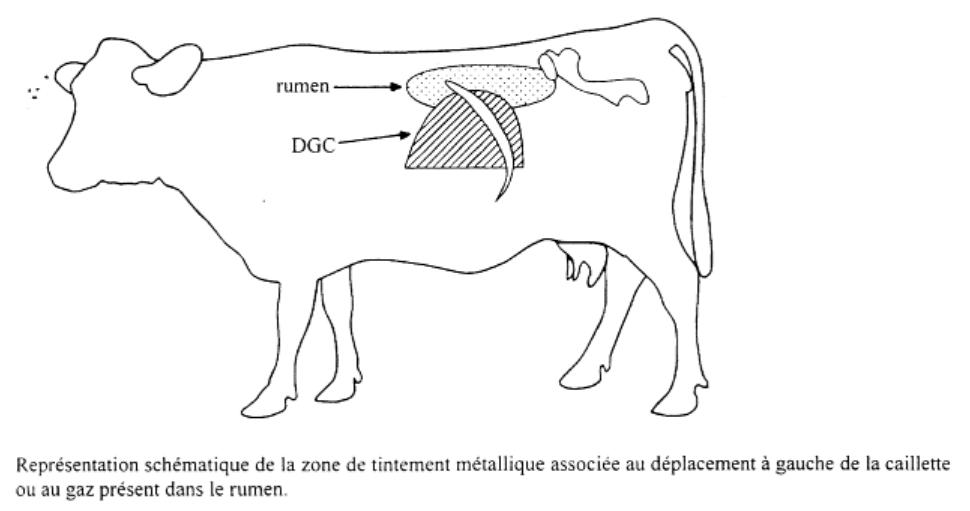 rumen
DGC
Représentation schématique de la zone de tintement métallique associée au déplacement à gauche de la caillette
ou au gaz présent dans le rumen.